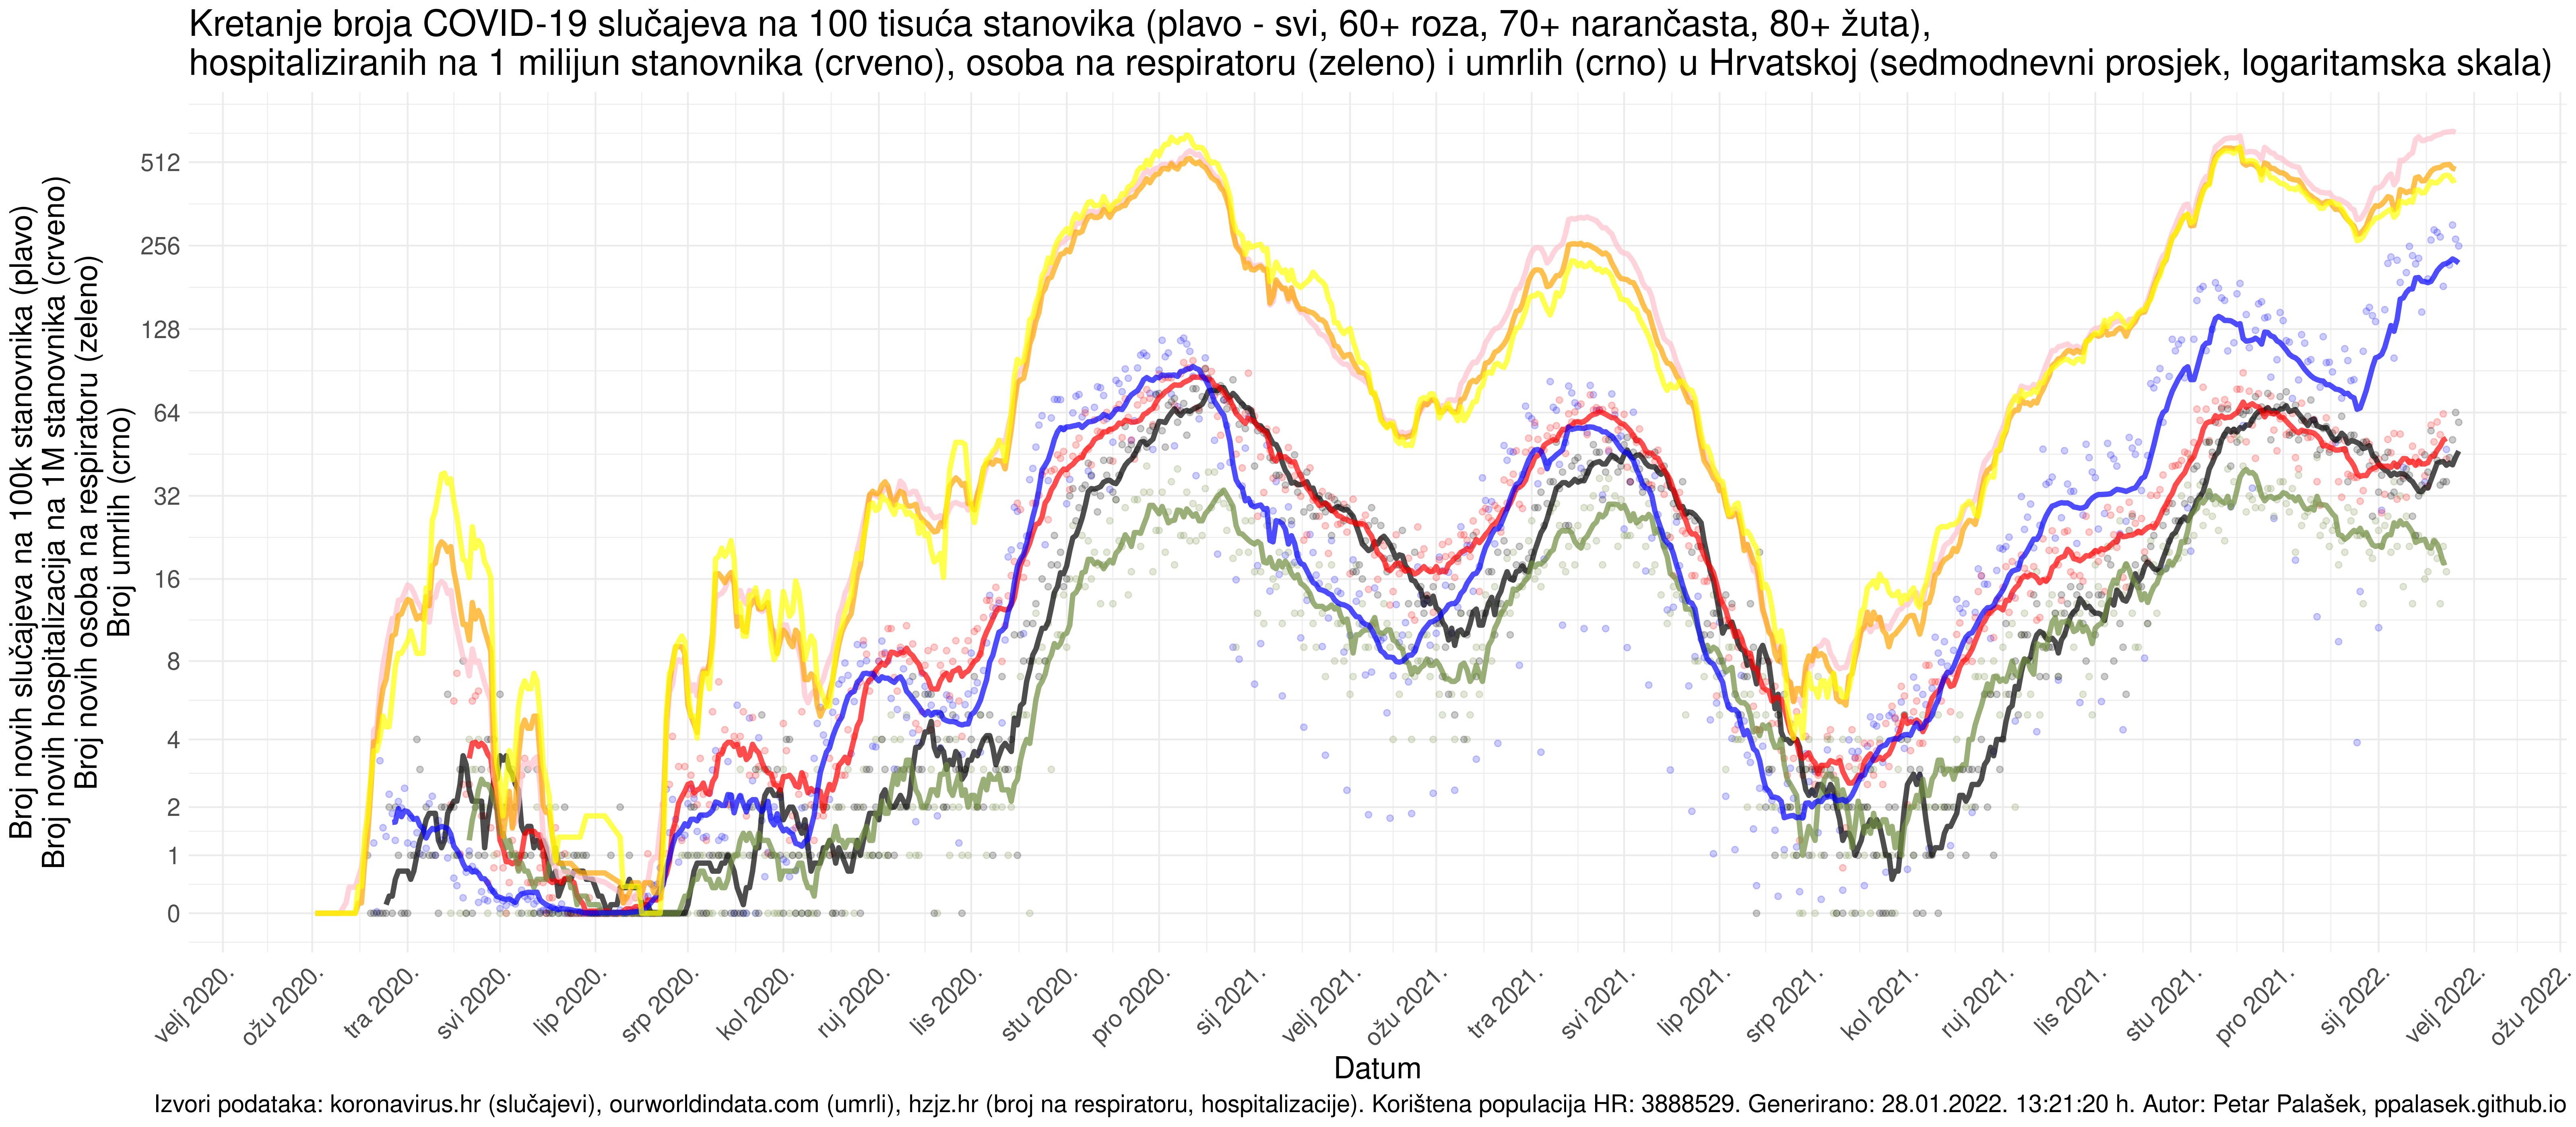 Kretanje broja COVID-19 slučajeva na 100 tisuća stanovika (plavo - svi, 60+ roza, 70+ narančasta, 80+ žuta),
hospitaliziranih na 1 milijun stanovnika (crveno), osoba na respiratoru (zeleno) i umrlih (crno) u Hrvatskoj (sedmodnevni prosjek, logaritamska skala)
Broj novih slučajeva na 100k stanovnika (plavo)
Broj novih hospitalizacija na 1M stanovnika (crveno)
Broj novih osoba na respiratoru (zeleno)
Broj umrlih (crno)
512
256
128
64
32
16
8
4
2
1
0
velj 2020.
ožu 2020.
tra 2020.
svi 2020.
lip 2020.
srp 2020.
kol 2020.
ruj 2020.
lis 2020.
stu 2020.
pro 2020.
sij 2021.
velj 2021.
ožu 2021.
tra 2021.
svi 2021.
lip 2021.
srp 2021.
kol 2021.
ruj 2021.
lis 2021.
stu 2021.
pro 2021.
sij 2022.
velj 2022.
ožu 2022.
Datum
Izvori podataka: koronavirus.hr (slučajevi), ourworldindata.com (umrli), hzjz.hr (broj na respiratoru, hospitalizacije). Korištena populacija HR: 3888529. Generirano: 28.01.2022. 13:21:20 h. Autor: Petar Palašek, ppalasek.github.io